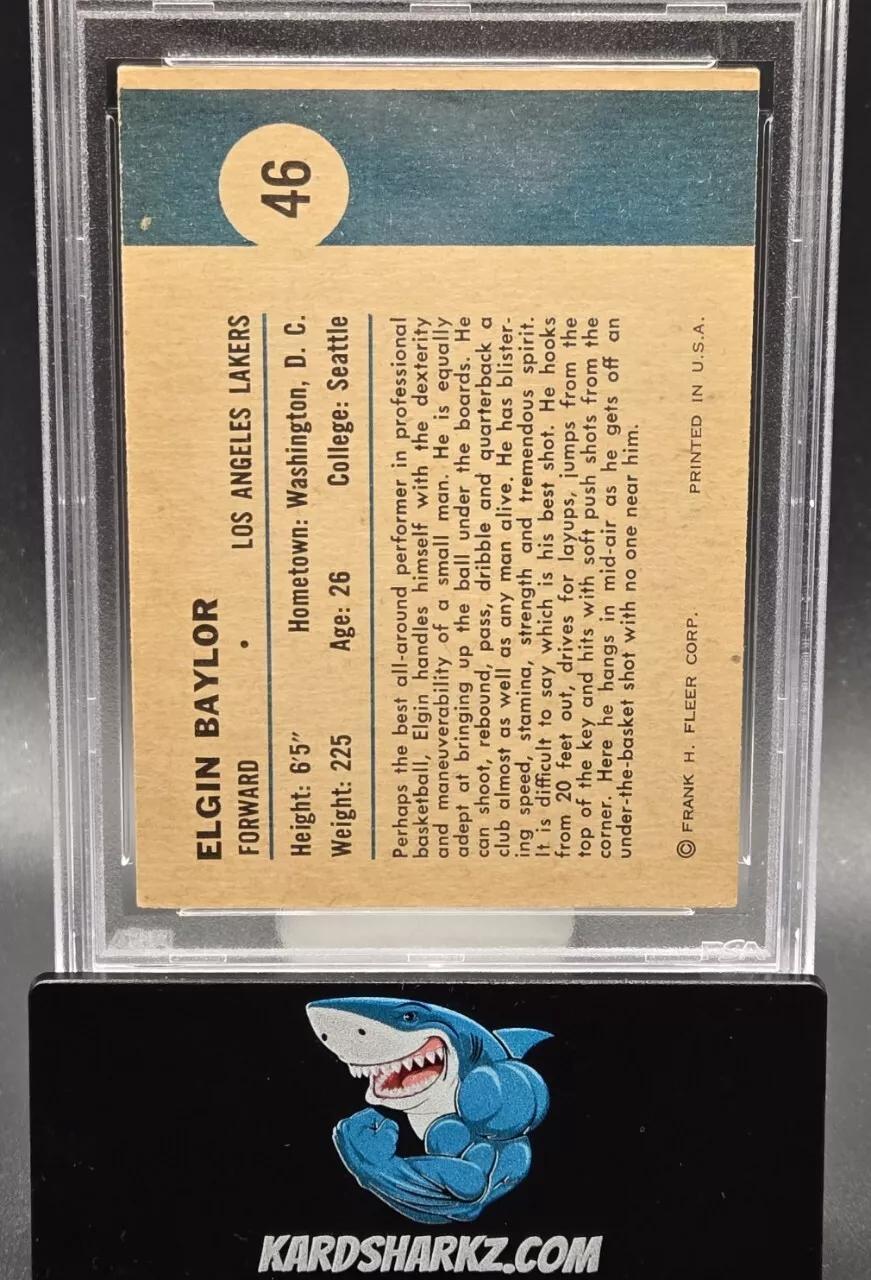 46
ELGIN BAYLOR
FORWARD • LOS ANGELES LAKERS
Height: 6'5" Hometown: Washington, D. C.
Weight: 225 Age: 26 College: Seattle
Perhaps the best all-around performer in professional
basketball, Elgin handles himself with the dexterity
and maneuverability of a small man. He is equally
adept at bringing up the ball under the boards. He
can shoot, rebound, pass, dribble and quarterback a
club almost as well as any man alive. He has blister-
ing speed, stamina, strength and tremendous spirit.
It is difficult to say which is his best shot. He hooks
from 20 feet out, drives for layups, jumps from the
top of the key and hits with soft push shots from the
corner. Here he hangs in mid-air as he gets off an
under-the-basket shot with no one near him.
© FRANK H. FLEER CORP. PRINTED IN U.S.A.
PSA
KARDSHARKZ.COM